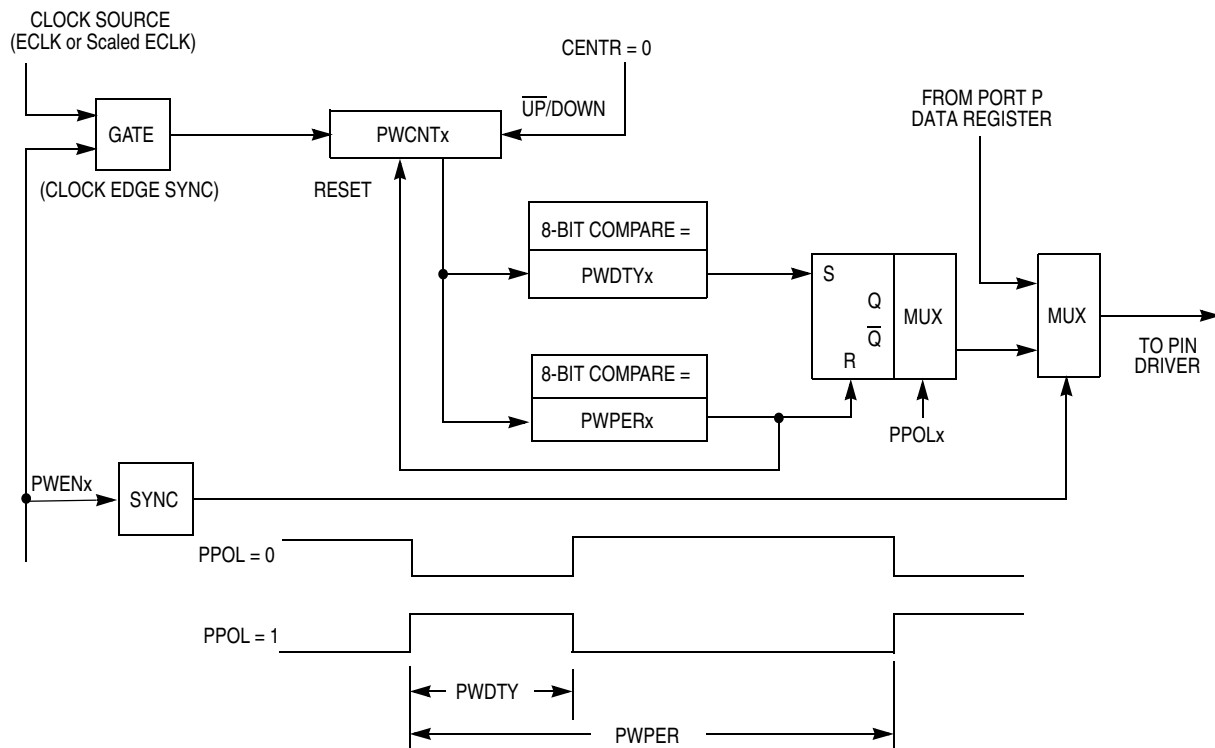 CLOCK SOURCE
(ECLK or Scaled ECLK)
CENTR = 0
U̅P̅/DOWN
FROM PORT P
DATA REGISTER
GATE
PWCNTx
(CLOCK EDGE SYNC)
RESET
8-BIT COMPARE =
PWDTYx
S
Q
Q̅
R
MUX
MUX
TO PIN
DRIVER
8-BIT COMPARE =
PWPERx
PPOLx
PWENx
SYNC
PPOL = 0
PPOL = 1
PWDTY
PWPER